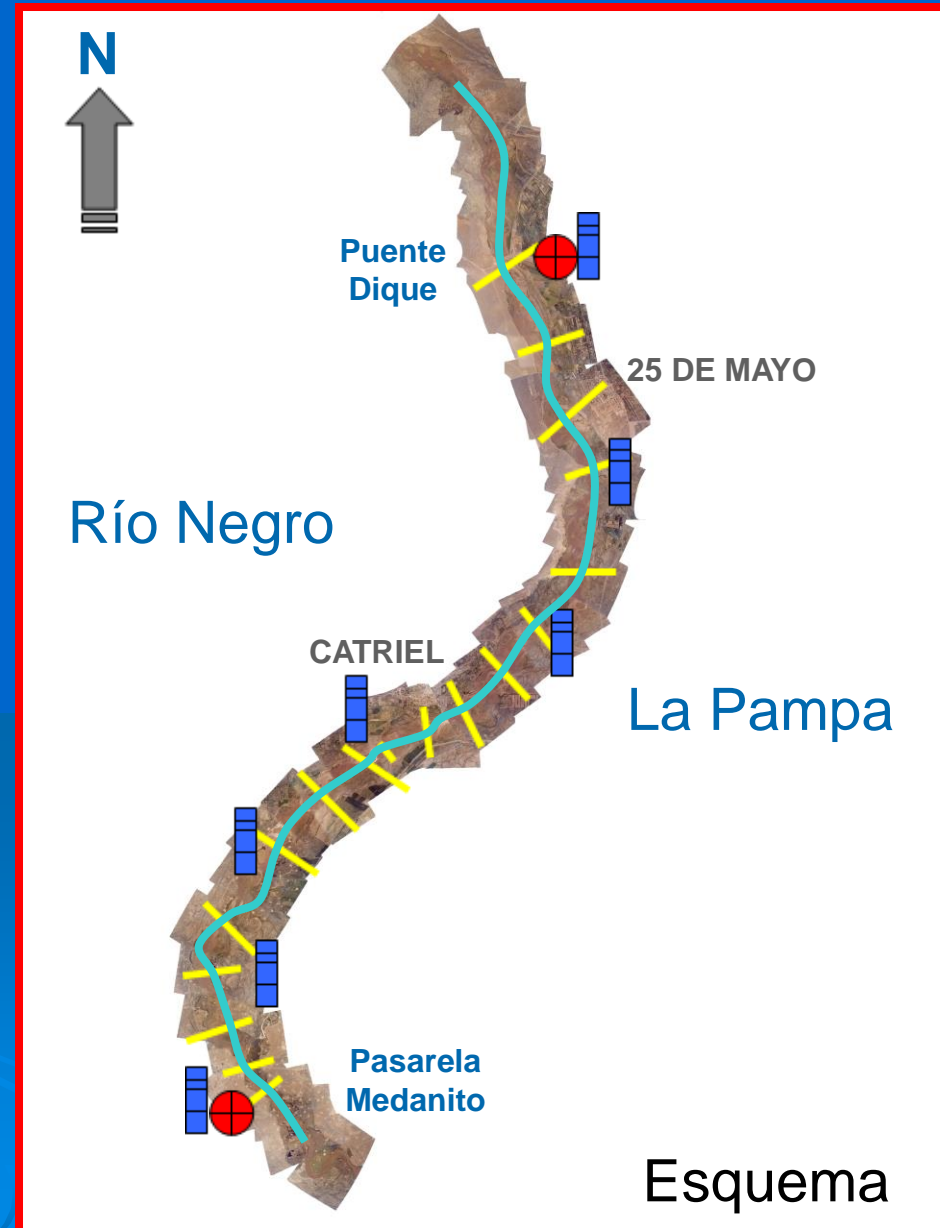 N
Puente
Dique
25 DE MAYO
Río Negro
CATRIEL
La Pampa
Pasarela
Medanito
Esquema